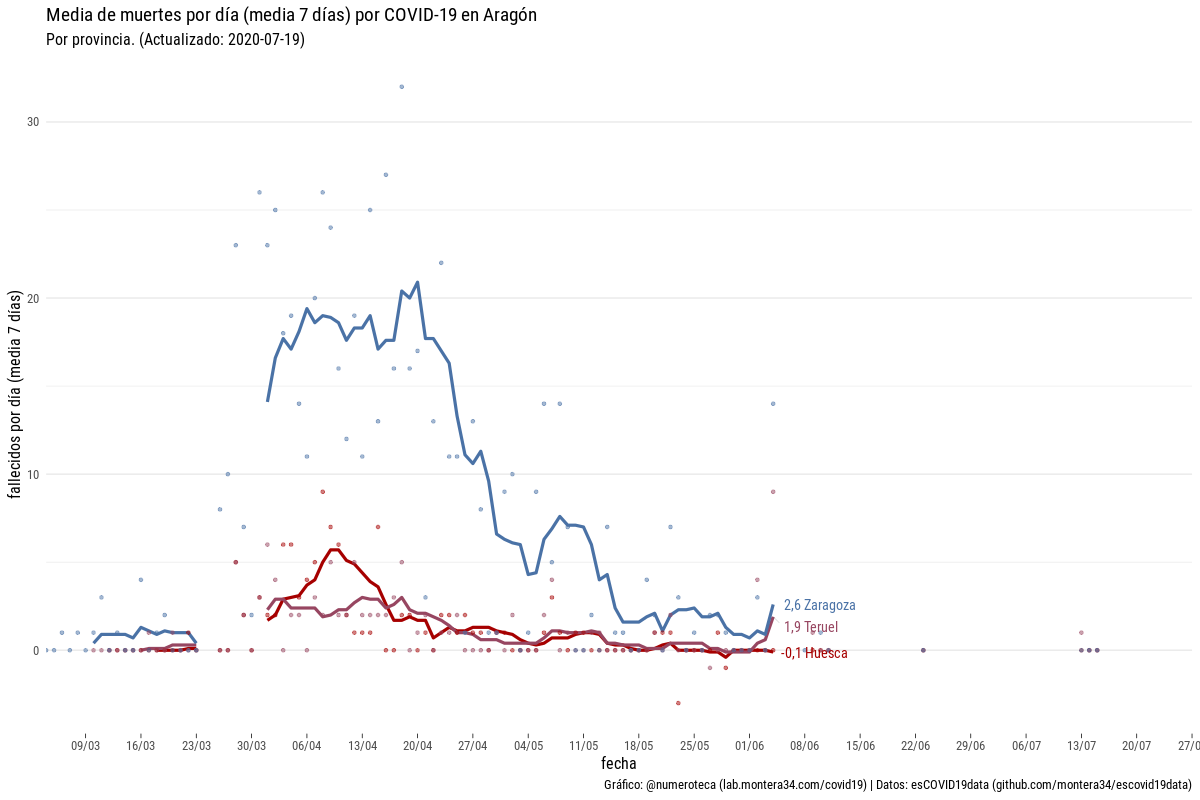 Media de muertes por día (media 7 días) por COVID-19 en Aragón
Por provincia. (Actualizado: 2020-07-19)
fallecidos por día (media 7 días)
30
20
10
0
2,6 Zaragoza
1,9 Teruel
-0,1 Huesca
09/03 16/03 23/03 30/03 06/04 13/04 20/04 27/04 04/05 11/05 18/05 25/05 01/06 08/06 15/06 22/06 29/06 06/07 13/07 20/07 27/0
fecha
Gráfico: @numeroteca (lab.montera34.com/covid19) | Datos: esCOVID19data (github.com/montera34/escovid19data)